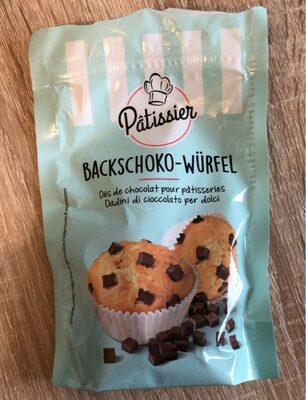 Pâtissier
BACKSCHOKO-WÜRFEL
Dés de chocolat pour pâtisseries
Dadini di cioccolato per dolci